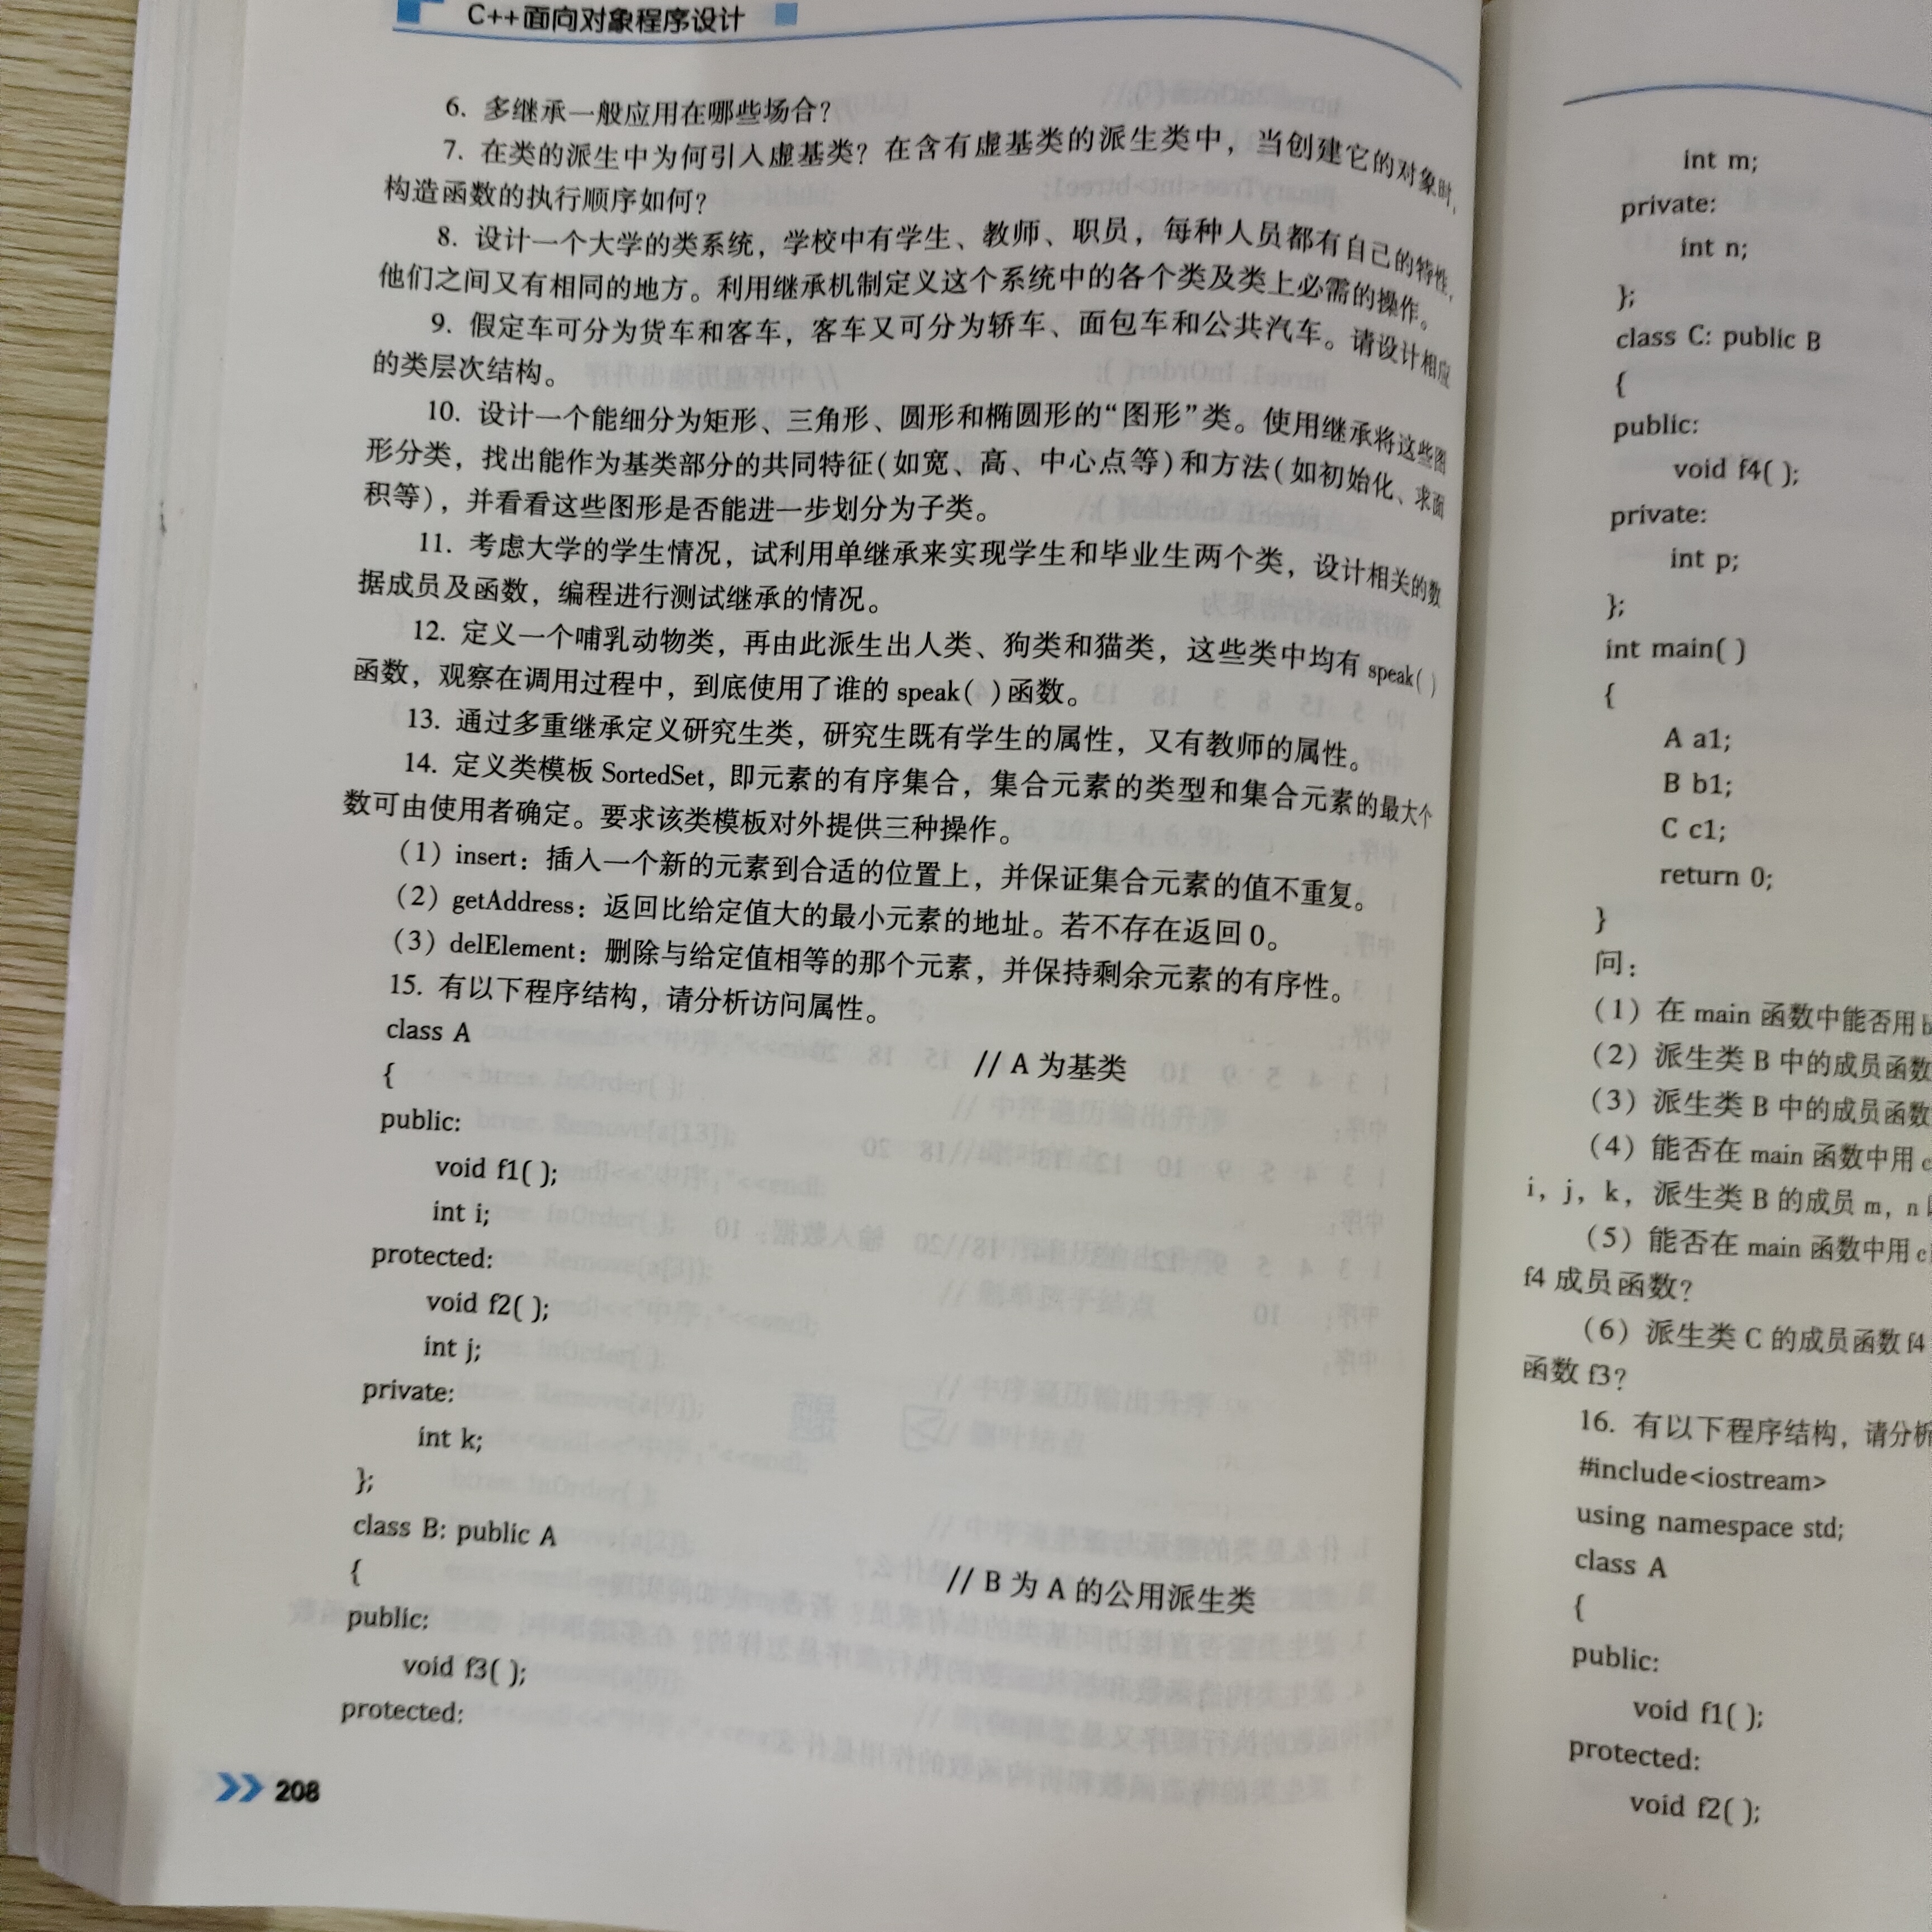 C++面向对象程序设计
6. 多继承一般应用在哪些场合?
7. 在类的派生中为何引入虚基类? 在含有虚基类的派生类中, 当创建它的对象时,
构造函数的执行顺序如何?
8. 设计一个大学的类系统, 学校中有学生、教师、职员, 每种人员都有自己的特性,
他们之间又有相同的地方。利用继承机制定义这个系统中的各个类及类上必需的操作。
9. 假定车可分为货车和客车, 客车又可分为轿车、面包车和公共汽车。请设计相应
的类层次结构。
10. 设计一个能细分为矩形、三角形、圆形和椭圆形的“图形”类。使用继承将这些图
形分类, 找出能作为基类部分的共同特征(如宽、高、中心点等)和方法(如初始化、求面
积等), 并看看这些图形是否能进一步划分为子类。
11. 考虑大学的学生情况, 试利用单继承来实现学生和毕业生两个类, 设计相关的数
据成员及函数, 编程进行测试继承的情况。
12. 定义一个哺乳动物类, 再由此派生出人类、狗类和猫类, 这些类中均有 speak( )
函数, 观察在调用过程中, 到底使用了谁的 speak( )函数。
13. 通过多重继承定义研究生类, 研究生既有学生的属性, 又有教师的属性。
14. 定义类模板 SortedSet, 即元素的有序集合, 集合元素的类型和集合元素的最大个
数可由使用者确定。要求该类模板对外提供三种操作。
(1) insert: 插入一个新的元素到合适的位置上, 并保证集合元素的值不重复。
(2) getAddress: 返回比给定值大的最小元素的地址。若不存在返回 0。
(3) delElement: 删除与给定值相等的那个元素, 并保持剩余元素的有序性。
15. 有以下程序结构, 请分析访问属性。
class A // A 为基类
{
public:
void f1( );
int i;
protected:
void f2( );
int j;
private:
int k;
};
class B: public A
{ // B 为 A 的公用派生类
public:
void f3( );
protected:
208
int m;
private:
int n;
};
class C: public B
{
public:
void f4( );
private:
int p;
};
int main( )
{
A a1;
B b1;
C c1;
return 0;
}
问:
(1) 在 main 函数中能否用
(2) 派生类 B 中的成员函数
(3) 派生类 B 中的成员函数
(4) 能否在 main 函数中用 c
i, j, k, 派生类 B 的成员 m, n
(5) 能否在 main 函数中用 c
f4 成员函数?
(6) 派生类 C 的成员函数 f4
函数 f3?
16. 有以下程序结构, 请分析
#include<iostream>
using namespace std;
class A
{
public:
void f1( );
protected:
void f2( );